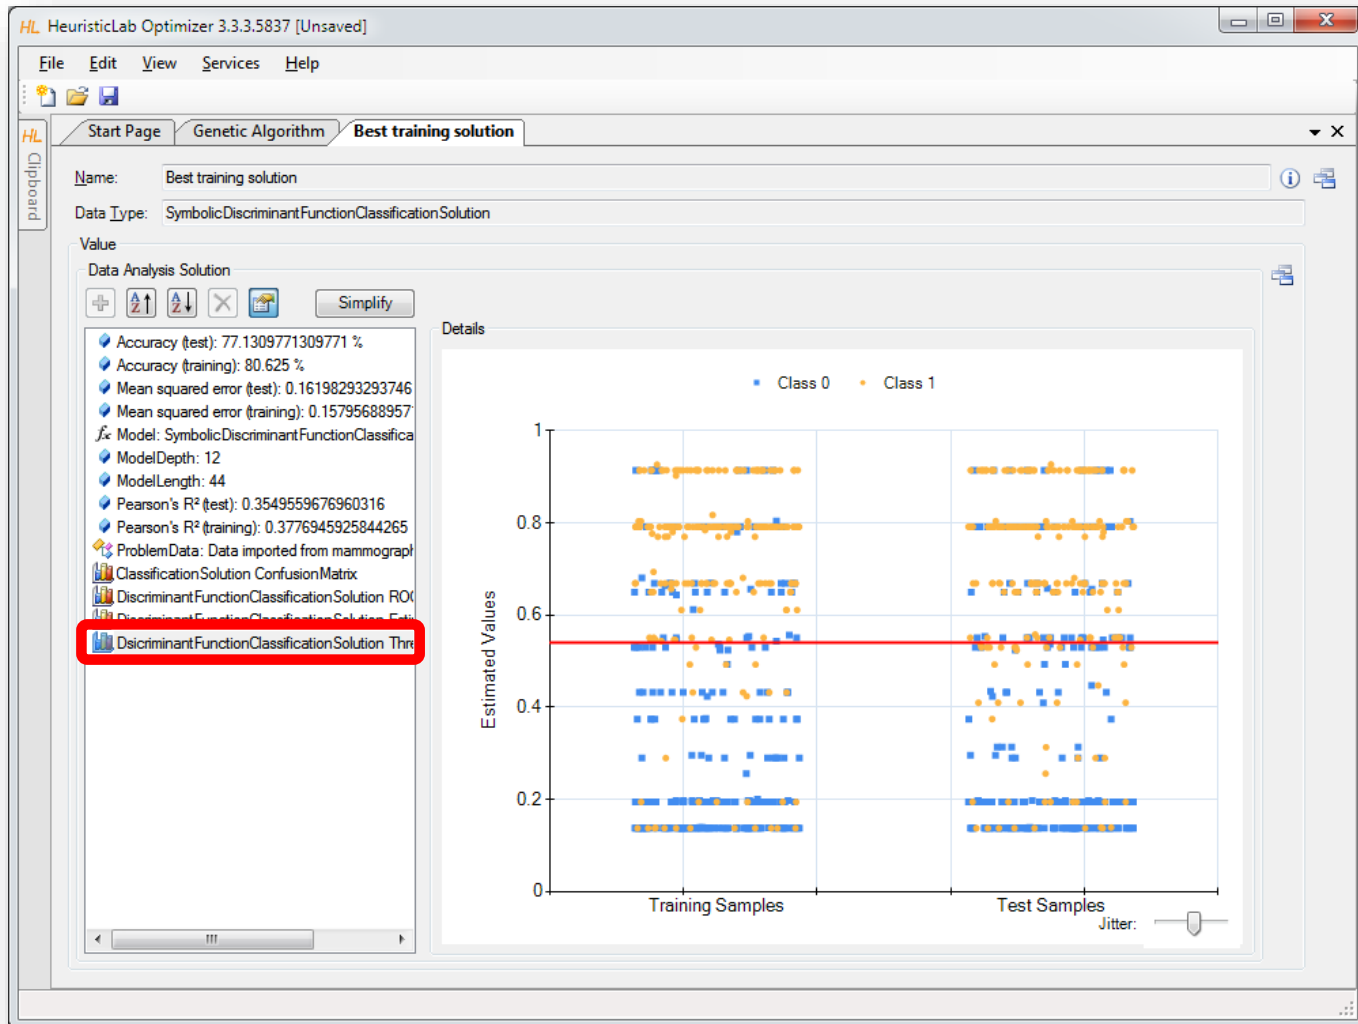 HL HeuristicLab Optimizer 3.3.3.5837 [Unsaved]
File Edit View Services Help
HL Clipboard
Start Page Genetic Algorithm Best training solution
Name: Best training solution
Data Type: SymbolicDiscriminantFunctionClassificationSolution
Value
Data Analysis Solution
Simplify
Accuracy (test): 77.1309771309771 %
Accuracy (training): 80.625 %
Mean squared error (test): 0.16198293293746
Mean squared error (training): 0.15795688957
Model: SymbolicDiscriminantFunctionClassifica
ModelDepth: 12
ModelLength: 44
Pearson's R² (test): 0.3549559676960316
Pearson's R² (training): 0.3776945925844265
ProblemData: Data imported from mammograph
ClassificationSolution ConfusionMatrix
DiscriminantFunctionClassificationSolution ROC
DiscriminantFunctionClassificationSolution Esti
DsicriminantFunctionClassificationSolution Thre
Details
Class 0 Class 1
1
0.8
0.6
0.4
0.2
0
Estimated Values
Training Samples Test Samples
Jitter: